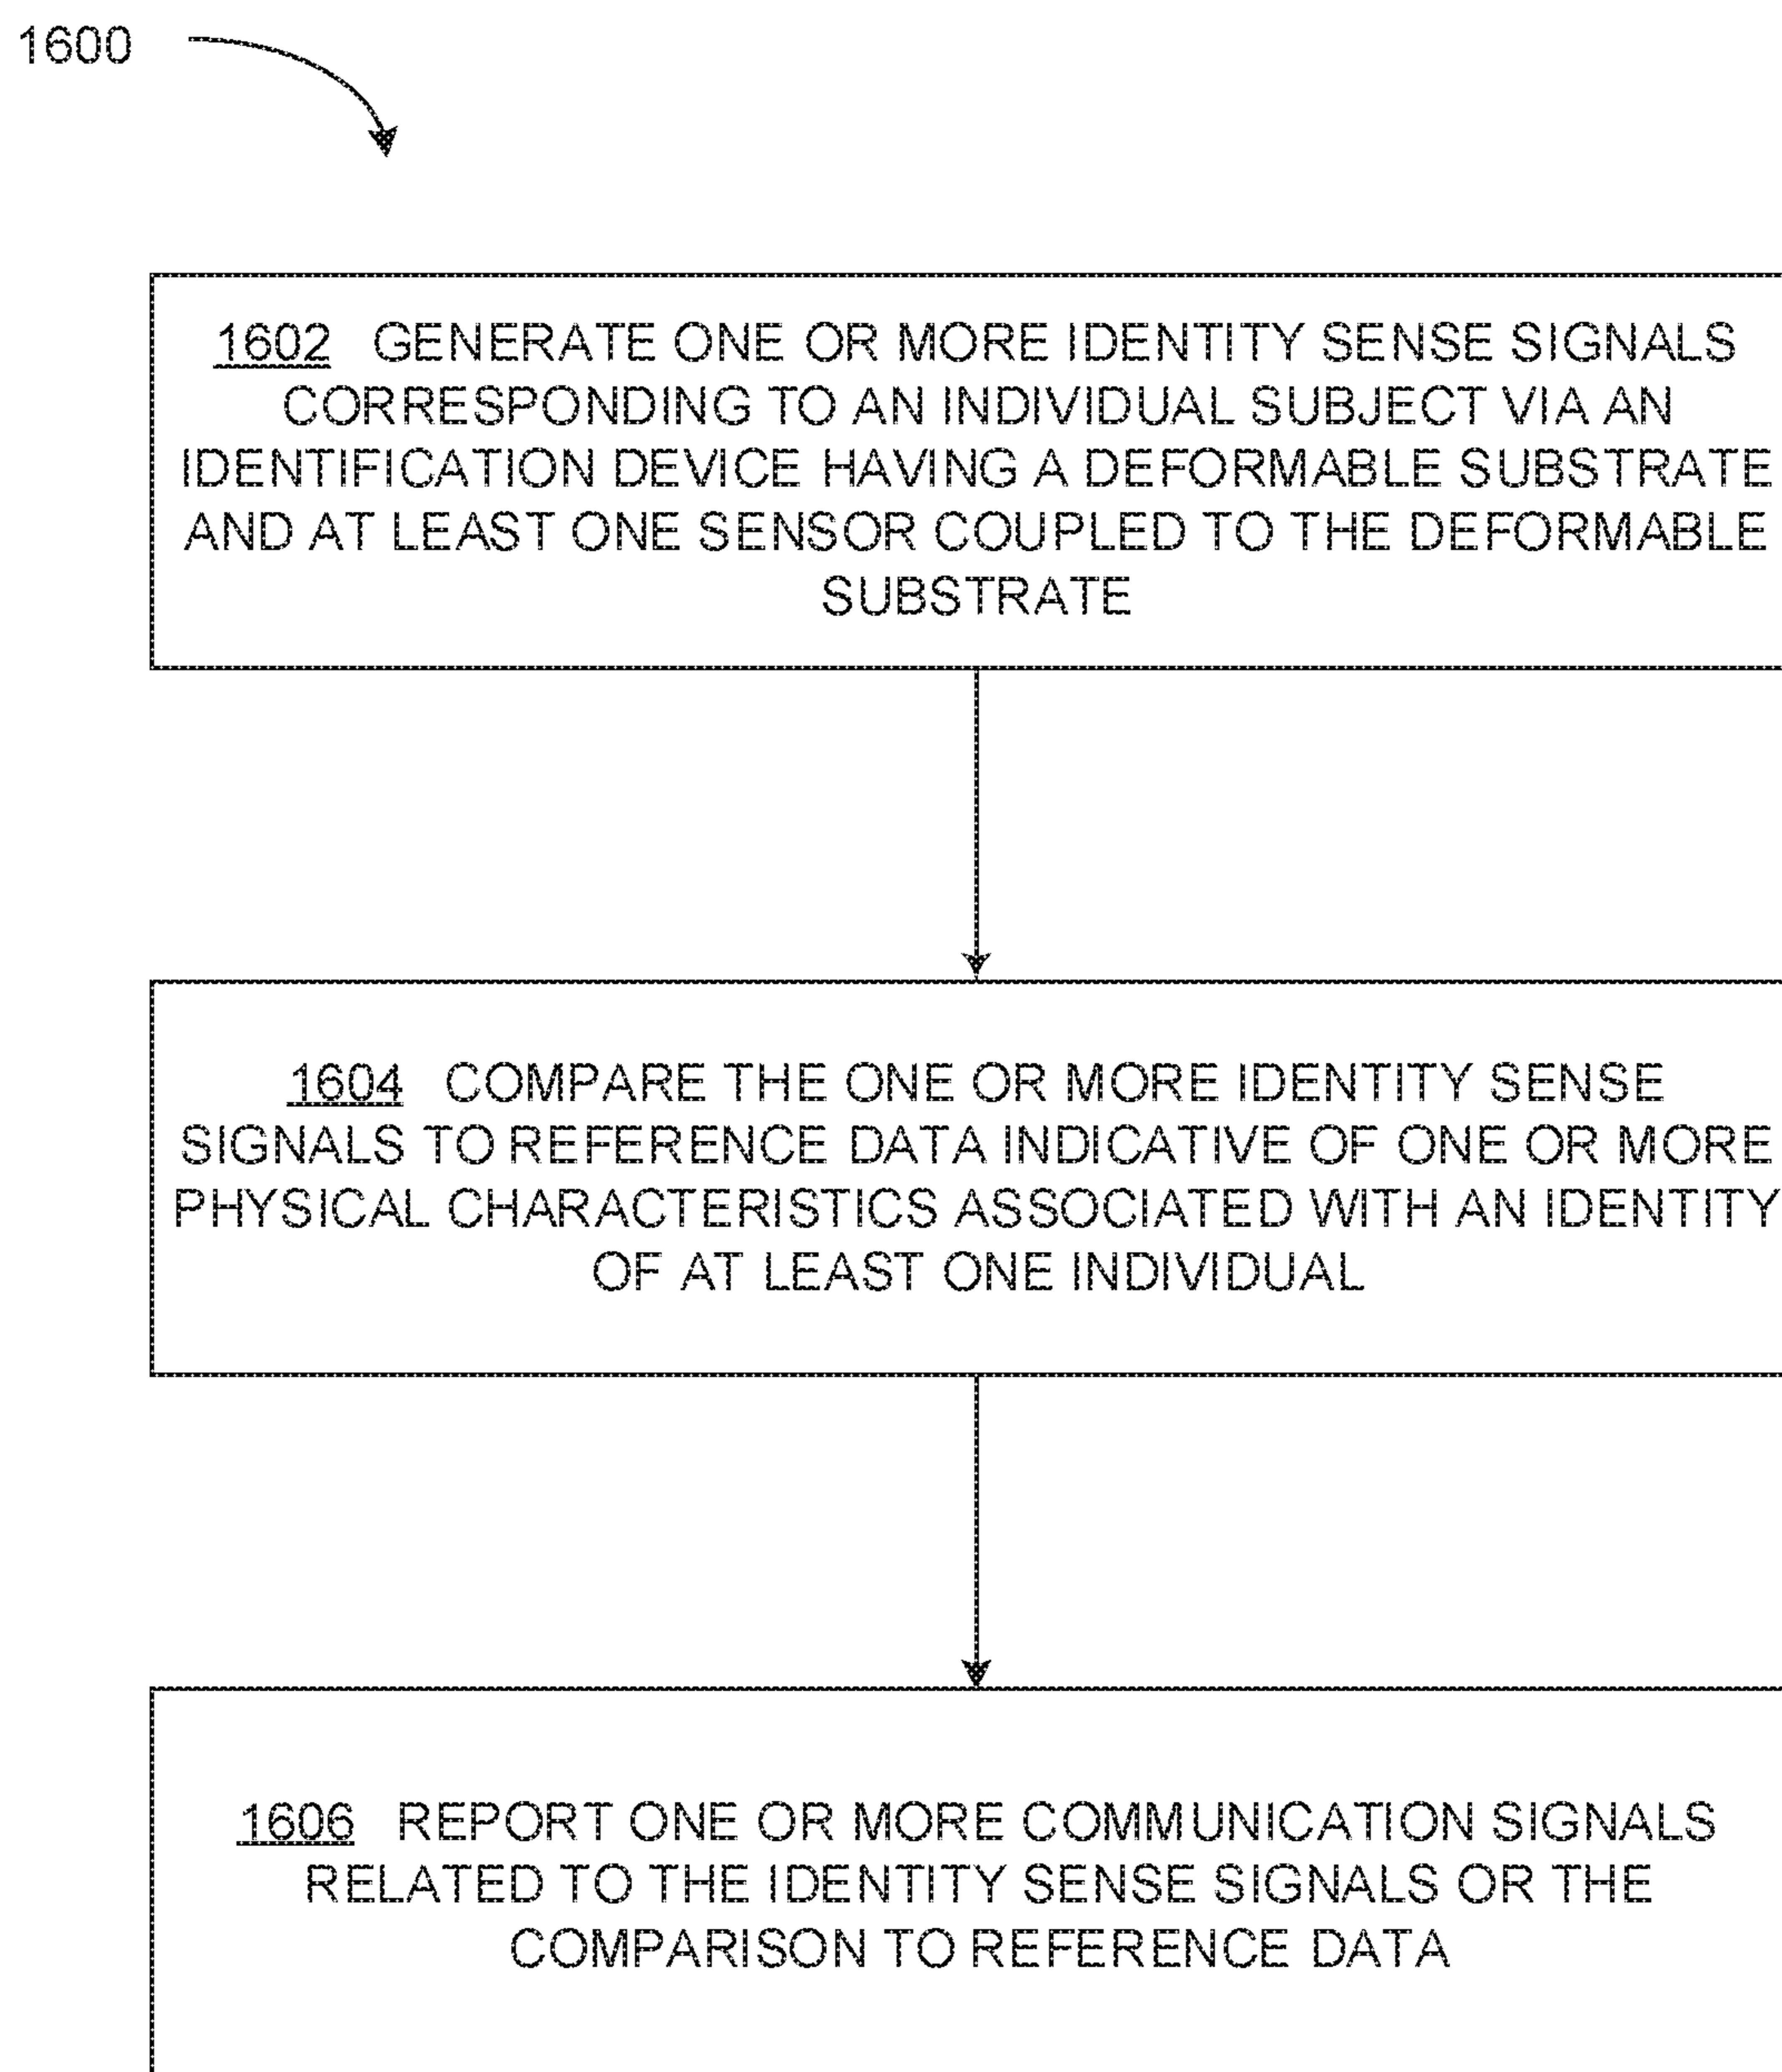 1600
1602 GENERATE ONE OR MORE IDENTITY SENSE SIGNALS
CORRESPONDING TO AN INDIVIDUAL SUBJECT VIA AN
IDENTIFICATION DEVICE HAVING A DEFORMABLE SUBSTRATE
AND AT LEAST ONE SENSOR COUPLED TO THE DEFORMABLE
SUBSTRATE
1604 COMPARE THE ONE OR MORE IDENTITY SENSE
SIGNALS TO REFERENCE DATA INDICATIVE OF ONE OR MORE
PHYSICAL CHARACTERISTICS ASSOCIATED WITH AN IDENTITY
OF AT LEAST ONE INDIVIDUAL
1606 REPORT ONE OR MORE COMMUNICATION SIGNALS
RELATED TO THE IDENTITY SENSE SIGNALS OR THE
COMPARISON TO REFERENCE DATA